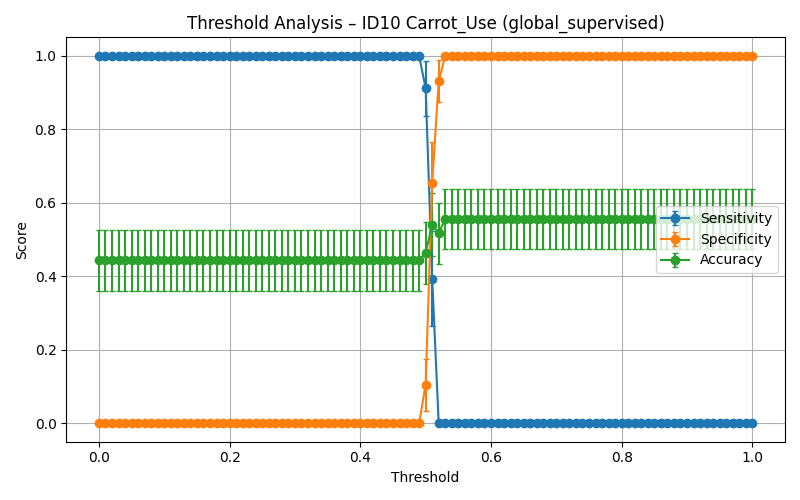 Threshold Analysis – ID10 Carrot_Use (global_supervised)
Score
1.0
0.8
0.6
0.4
0.2
0.0
Sensitivity
Specificity
Accuracy
0.0 0.2 0.4 0.6 0.8 1.0
Threshold